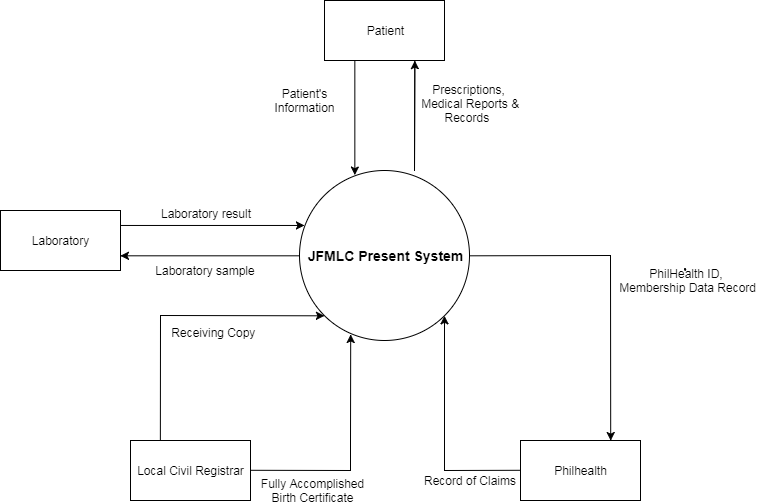 Patient
Patient's
Information
Prescriptions,
Medical Reports &
Records
Laboratory result
Laboratory
JFMLC Present System
Laboratory sample
PhilHealth ID,
Membership Data Record
Receiving Copy
Local Civil Registrar
Fully Accomplished
Birth Certificate
Record of Claims
Philhealth